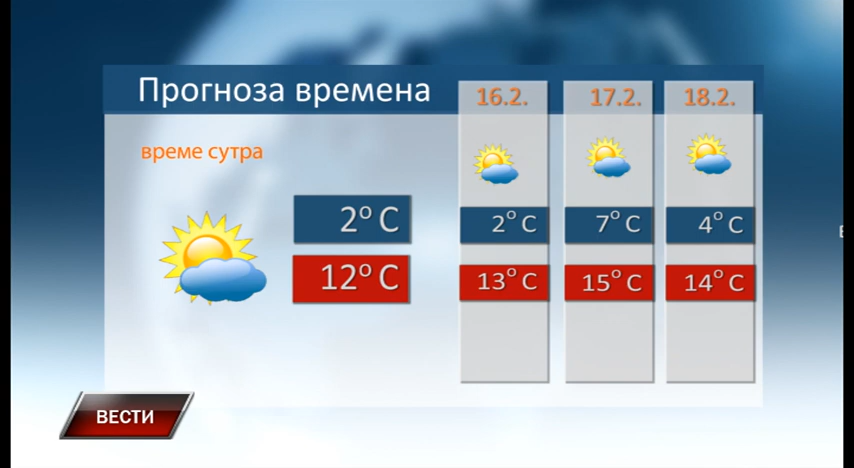 Прогноза времена
16.2. 17.2. 18.2.
време сутра
2° C
12° C
2° C 7° C 4° C
13° C 15° C 14° C
ВЕСТИ